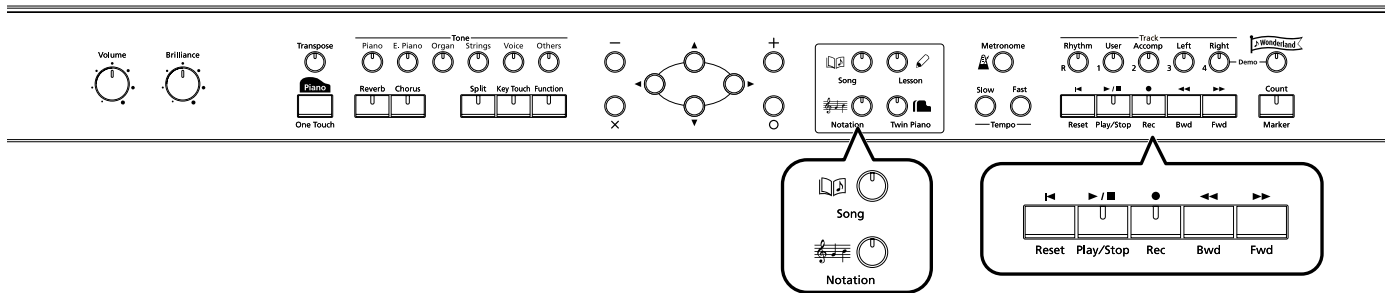 Volume
Brilliance
Transpose
Piano
One Touch
Tone
Piano E. Piano Organ Strings Voice Others
Reverb Chorus Split Key Touch Function
− +
× ○
Song Lesson
Notation Twin Piano
Metronome
Slow Fast
Tempo
Track
Rhythm User Accomp Left Right
R 1 2 3 4
Wonderland
Demo
Reset Play/Stop Rec Bwd Fwd
Count
Marker
Song
Notation
Reset Play/Stop Rec Bwd Fwd